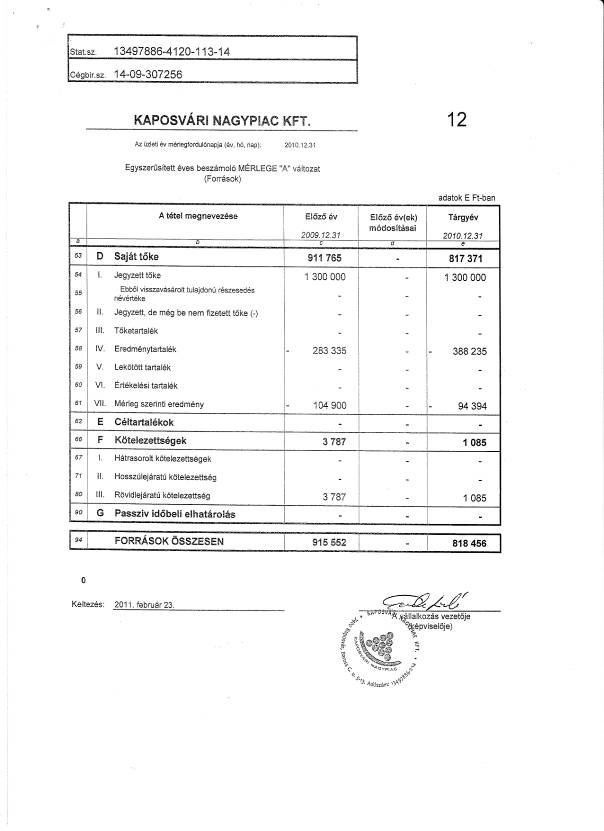 Stat.sz. 13497886-4120-113-14
Cégbir.sz. 14-09-307256
KAPOSVÁRI NAGYPIAC KFT. 12
Az üzleti év mérlegfordulónapja (év, hó, nap): 2010.12.31
Egyszerűsített éves beszámoló MÉRLEGE "A" változat
(Források)
adatok E Ft-ban
A tétel megnevezése Előző év Előző év(ek) módosításai Tárgyév
2009.12.31 2010.12.31
a b c d e
53 D Saját tőke 911 765 - 817 371
54 I. Jegyzett tőke 1 300 000 - 1 300 000
55 Ebből visszavásárolt tulajdonú részesedés névértéke - - -
56 II. Jegyzett, de még be nem fizetett tőke (-) - - -
57 III. Tőketartalék - - -
58 IV. Eredménytartalék - 283 335 - - 388 235
59 V. Lekötött tartalék - - -
60 VI. Értékelési tartalék - - -
61 VII. Mérleg szerinti eredmény - 104 900 - - 94 394
62 E Céltartalékok - - -
66 F Kötelezettségek 3 787 - 1 085
67 I. Hátrasorolt kötelezettségek - - -
71 II. Hosszúlejáratú kötelezettség - - -
80 III. Rövidlejáratú kötelezettség 3 787 - 1 085
90 G Passzív időbeli elhatárolás - - -
94 FORRÁSOK ÖSSZESEN 915 552 - 818 456
0
Keltezés: 2011. február 23.
A vállalkozás vezetője
(képviselője)
KAPOSVÁRI NAGYPIAC KFT.
KAPOSVÁRI NAGYPIAC